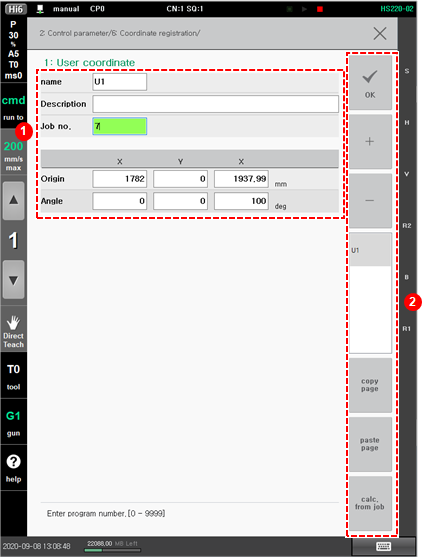 Hi6 manual CP0 CN:1 SQ:1 HS220-02
P
30
%
A5
T0
ms0
cmd
run to
200
mm/s
max
1
Direct
Teach
T0
tool
G1
gun
?
help
2: Control parameter/6: Coordinate registration/
1: User coordinate
name U1
Description
Job no. 7
X Y X
Origin 1782 0 1937.99 mm
Angle 0 0 100 deg
1
Enter program number. [0 - 9999]
OK
+
-
U1
copy
page
paste
page
calc.
from job
2
S
H
V
R2
B
R1
2020-09-08 13:08:48 22088.00 MB Left